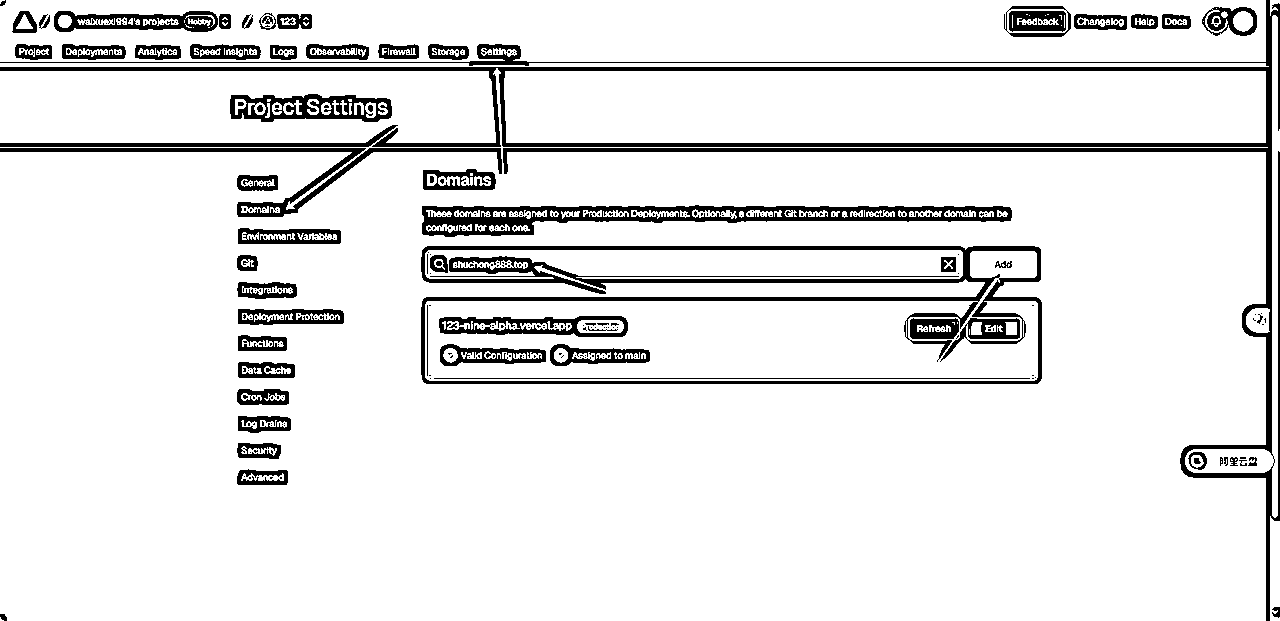 waixuexi994's projects Hobby 123 Feedback Changelog Help Docs
Project Deployments Analytics Speed Insights Logs Observability Firewall Storage Settings
Project Settings
General
Domains
Environment Variables
Git
Integrations
Deployment Protection
Functions
Data Cache
Cron Jobs
Log Drains
Security
Advanced
Domains
These domains are assigned to your Production Deployments. Optionally, a different Git branch or a redirection to another domain can be
configured for each one.
shuchong888.top Add
123-nine-alpha.vercel.app Production Refresh Edit
Valid Configuration Assigned to main
阿里云盘